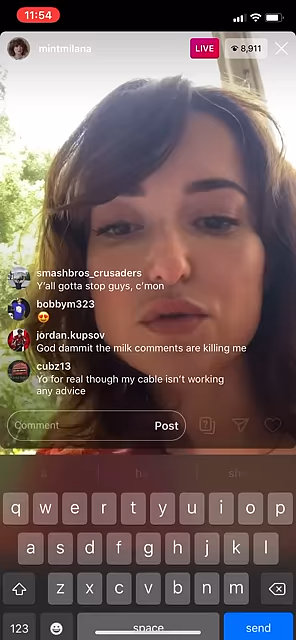 11:54
mintmilana
LIVE
8,911
smashbros_crusaders
Y'all gotta stop guys, c'mon
bobbym323
😍
jordan.kupsov
God dammit the milk comments are killing me
cubz13
Yo for real though my cable isn't working
any advice
Comment
Post
q w e r t y u i o p
a s d f g h j k l
z x c v b n m
123
space
send